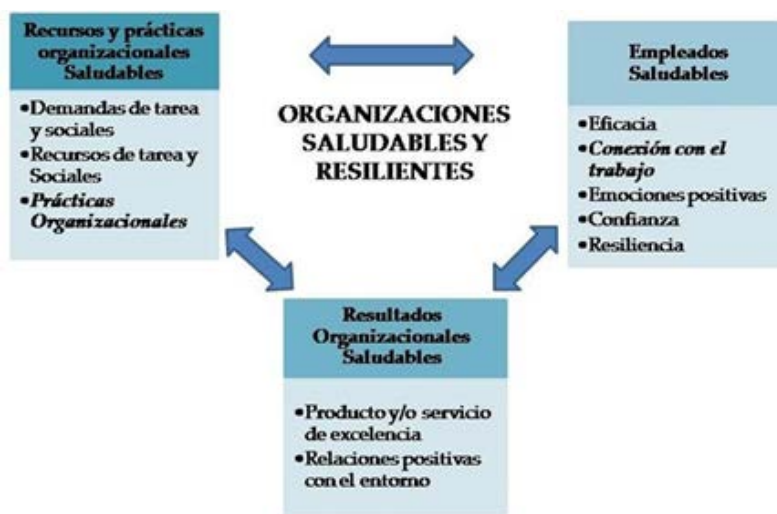 Recursos y prácticas
organizacionales
Saludables
•Demandas de tarea
y sociales
•Recursos de tarea y
Sociales
•Prácticas
Organizacionales
ORGANIZACIONES
SALUDABLES Y
RESILIENTES
Empleados
Saludables
•Eficacia
•Conexión con el
trabajo
•Emociones positivas
•Confianza
•Resiliencia
Resultados
Organizacionales
Saludables
•Producto y/o servicio
de excelencia
•Relaciones positivas
con el entorno